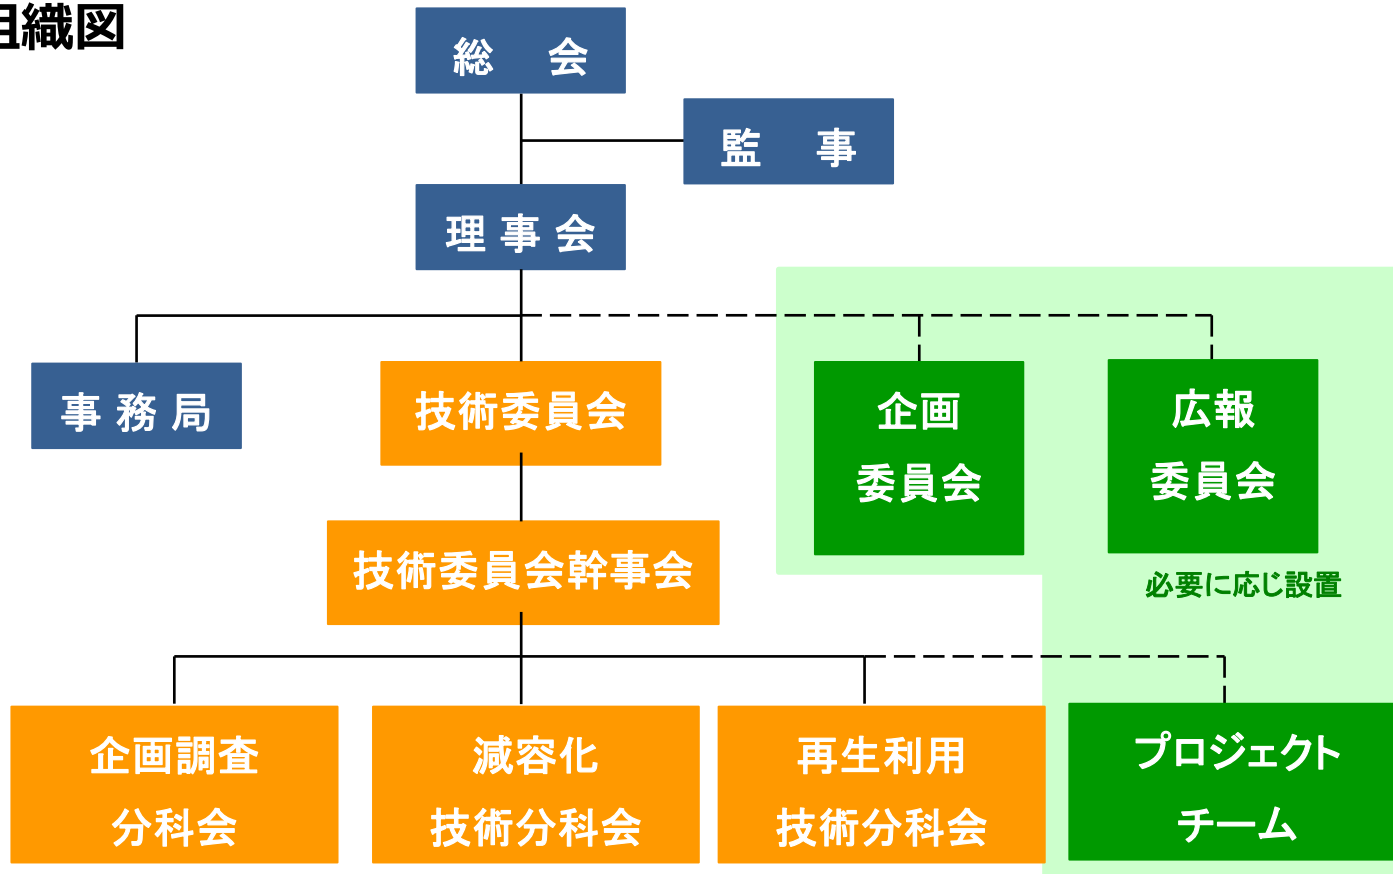 組織図
総　会
監　事
理 事 会
事 務 局
技術委員会
企画
委員会
広報
委員会
技術委員会幹事会
必要に応じ設置
企画調査
分科会
減容化
技術分科会
再生利用
技術分科会
プロジェクト
チーム